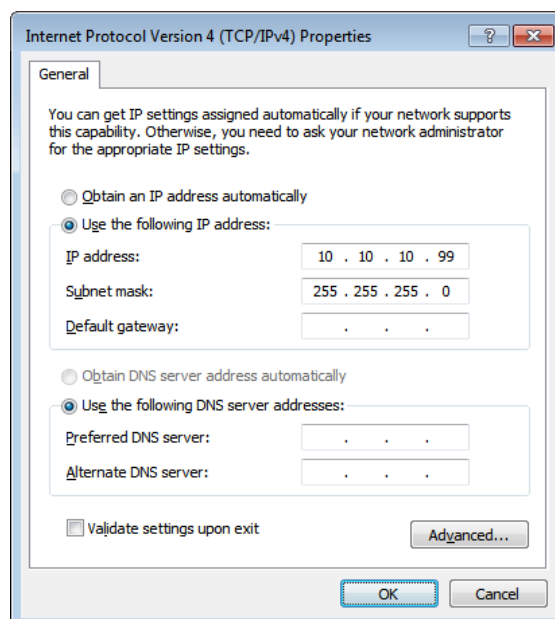 Internet Protocol Version 4 (TCP/IPv4) Properties
?
General
You can get IP settings assigned automatically if your network supports
this capability. Otherwise, you need to ask your network administrator
for the appropriate IP settings.
Obtain an IP address automatically
Use the following IP address:
IP address: 10 . 10 . 10 . 99
Subnet mask: 255 . 255 . 255 . 0
Default gateway: . . .
Obtain DNS server address automatically
Use the following DNS server addresses:
Preferred DNS server: . . .
Alternate DNS server: . . .
Validate settings upon exit
Advanced...
OK Cancel